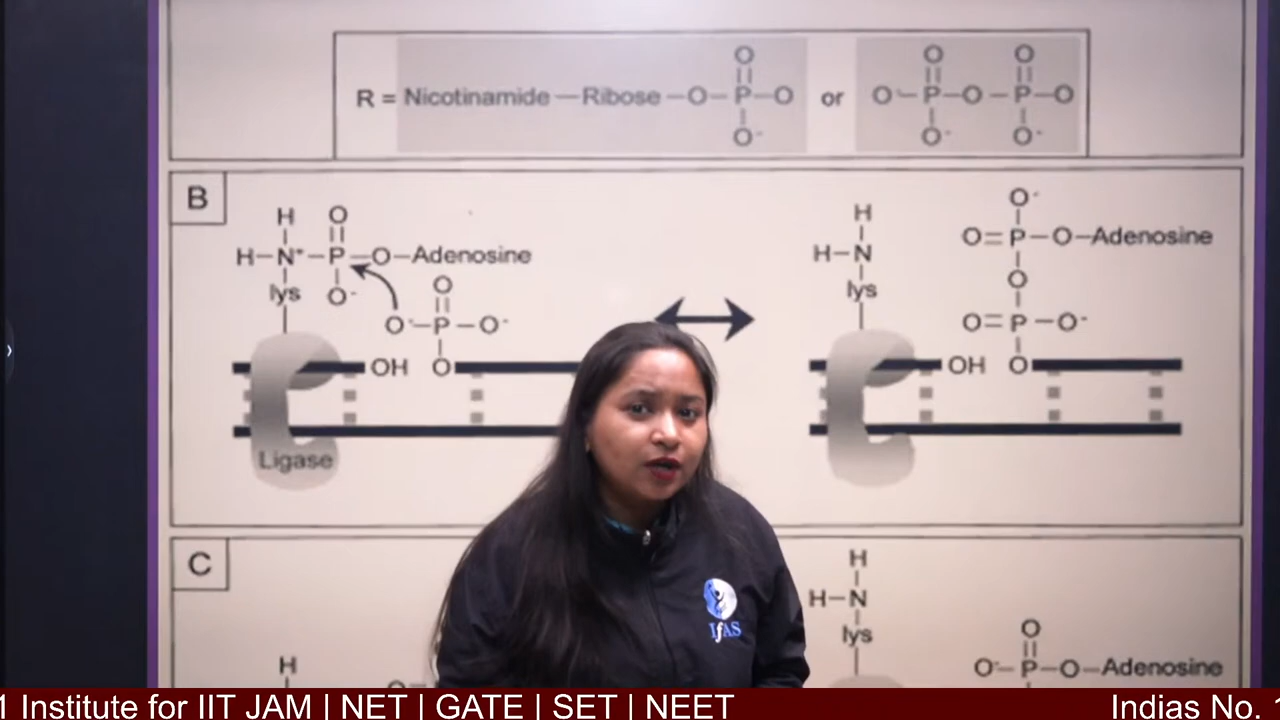 O O O
R = Nicotinamide — Ribose — O — P — O or O⁻ — P — O — P — O
O⁻ O⁻ O⁻
B
H O H O⁻
H — N⁺ — P — O — Adenosine H — N O = P — O — Adenosine
lys O⁻ O lys O
O⁻ — P — O⁻ O = P — O⁻
OH O OH O
Ligase
C
H
H — N
lys O
H O⁻ — P — O — Adenosine
IfAS
1 Institute for IIT JAM | NET | GATE | SET | NEET Indias No. 1